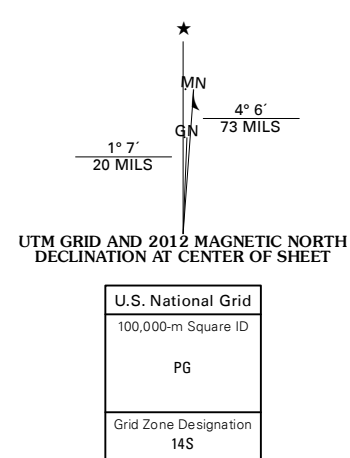 ★
MN
4° 6´
73 MILS
GN
1° 7´
20 MILS
UTM GRID AND 2012 MAGNETIC NORTH
DECLINATION AT CENTER OF SHEET
U.S. National Grid
100,000-m Square ID
PG
Grid Zone Designation
14S